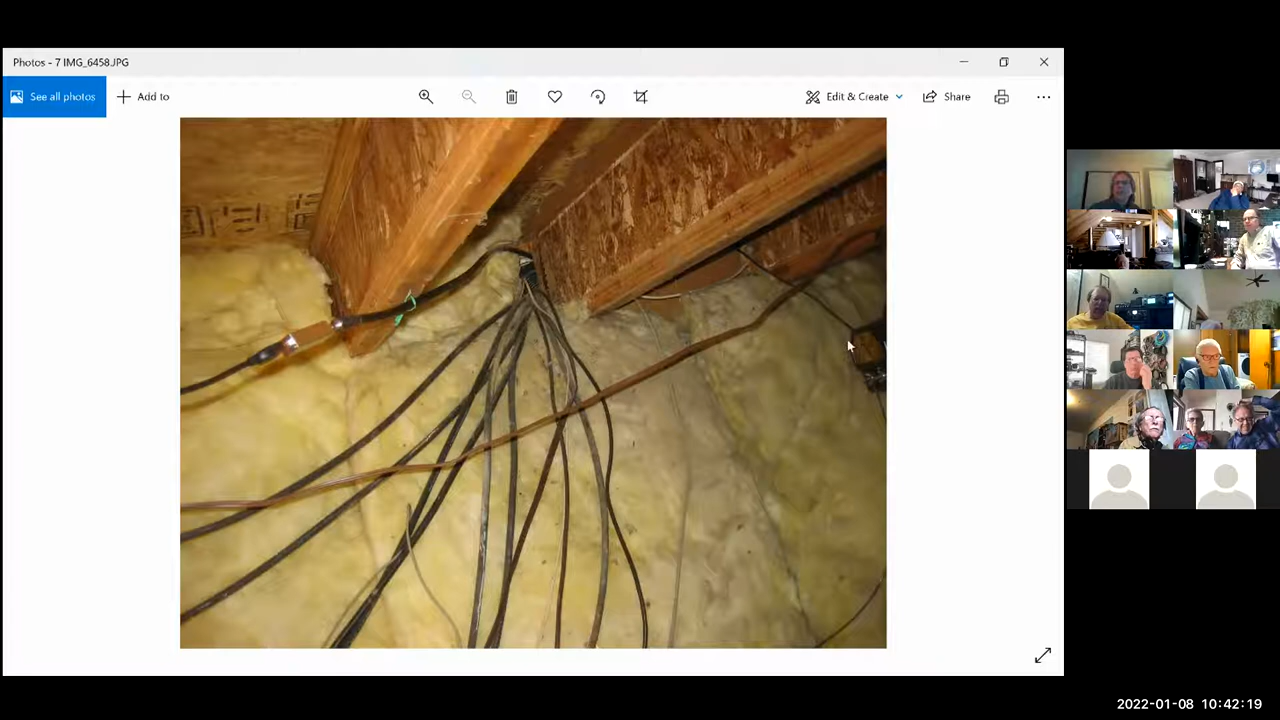 Photos - 7 IMG_6458.JPG
See all photos
Add to
Edit & Create
Share
2022-01-08 10:42:19